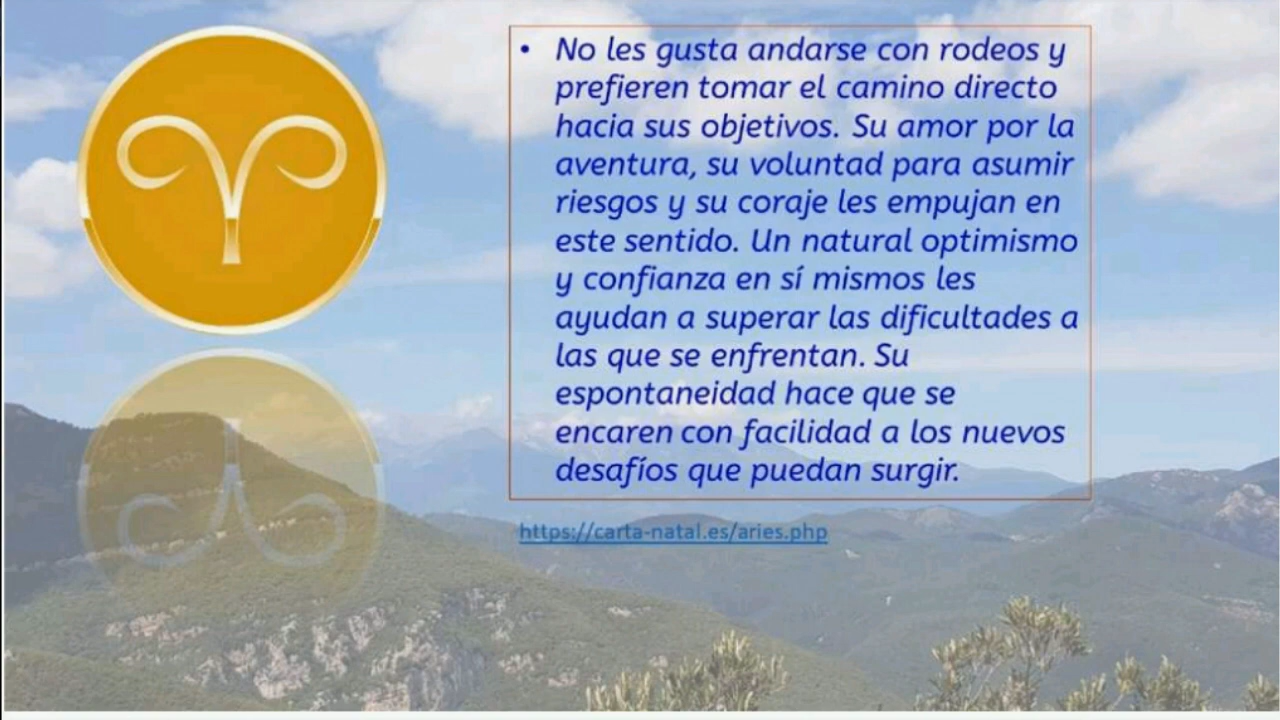 • No les gusta andarse con rodeos y
prefieren tomar el camino directo
hacia sus objetivos. Su amor por la
aventura, su voluntad para asumir
riesgos y su coraje les empujan en
este sentido. Un natural optimismo
y confianza en sí mismos les
ayudan a superar las dificultades a
las que se enfrentan. Su
espontaneidad hace que se
encaren con facilidad a los nuevos
desafíos que puedan surgir.
https://carta-natal.es/aries.php